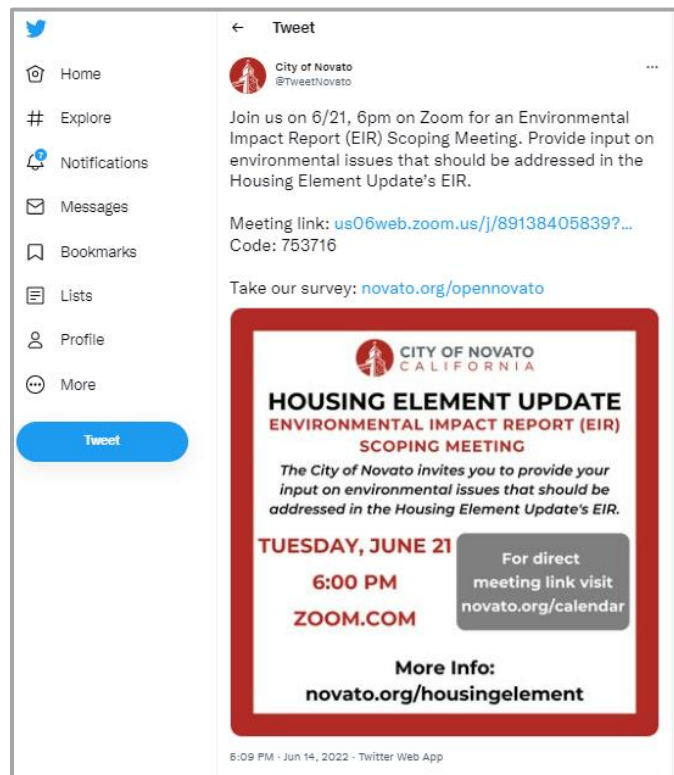 Home
Explore
7
Notifications
Messages
Bookmarks
Lists
Profile
More
Tweet
← Tweet
City of Novato
@TweetNovato
...
Join us on 6/21, 6pm on Zoom for an Environmental
Impact Report (EIR) Scoping Meeting. Provide input on
environmental issues that should be addressed in the
Housing Element Update's EIR.
Meeting link: us06web.zoom.us/j/89138405839?...
Code: 753716
Take our survey: novato.org/opennovato
CITY OF NOVATO
CALIFORNIA
HOUSING ELEMENT UPDATE
ENVIRONMENTAL IMPACT REPORT (EIR)
SCOPING MEETING
The City of Novato invites you to provide your
input on environmental issues that should be
addressed in the Housing Element Update's EIR.
TUESDAY, JUNE 21
6:00 PM
ZOOM.COM
For direct
meeting link visit
novato.org/calendar
More Info:
novato.org/housingelement
5:09 PM · Jun 14, 2022 · Twitter Web App